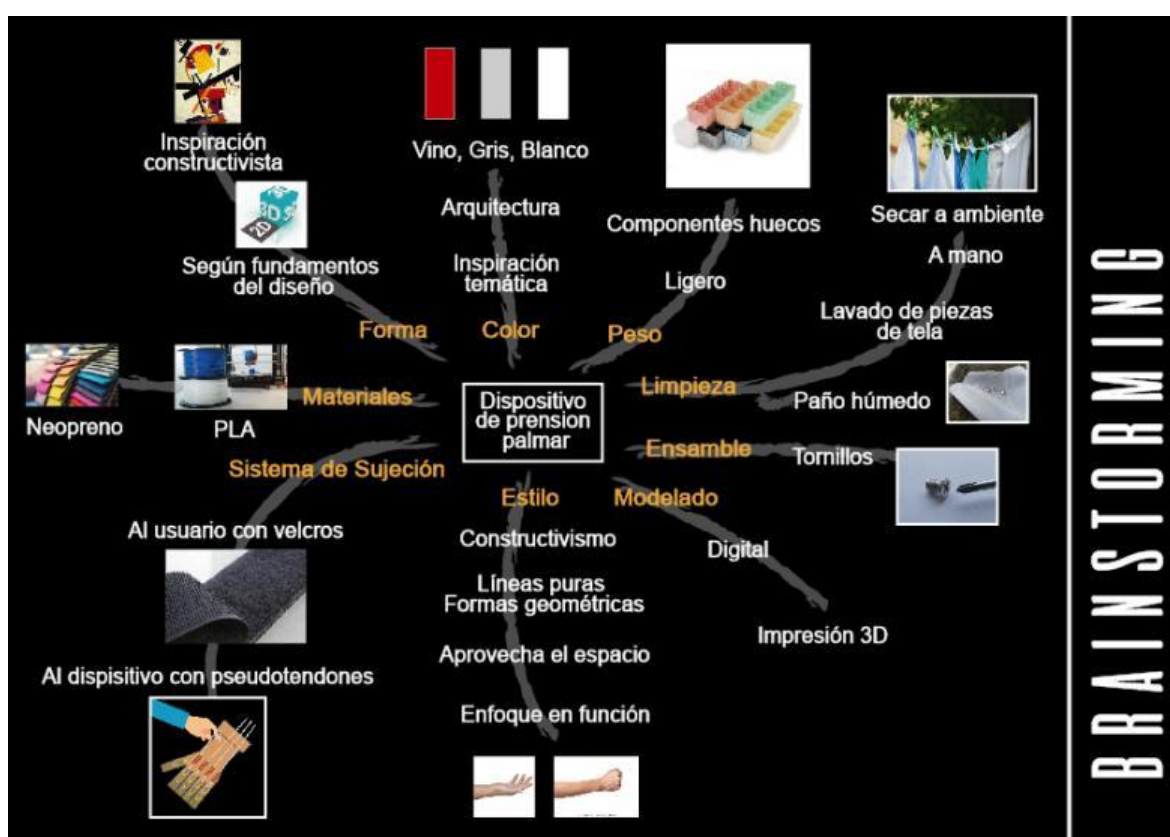 Inspiración
constructivista
Según fundamentos
del diseño
Forma
Vino, Gris, Blanco
Arquitectura
Inspiración
temática
Color
Componentes huecos
Ligero
Peso
Secar a ambiente
A mano
Lavado de piezas
de tela
Limpieza
Paño húmedo
Neopreno
PLA
Materiales
Dispositivo
de prension
palmar
Ensamble
Tornillos
Sistema de Sujeción
Al usuario con velcros
Al dispisitivo con pseudotendones
Estilo
Constructivismo
Líneas puras
Formas geométricas
Aprovecha el espacio
Enfoque en función
Modelado
Digital
Impresión 3D
BRAINSTORMING
3D
2D